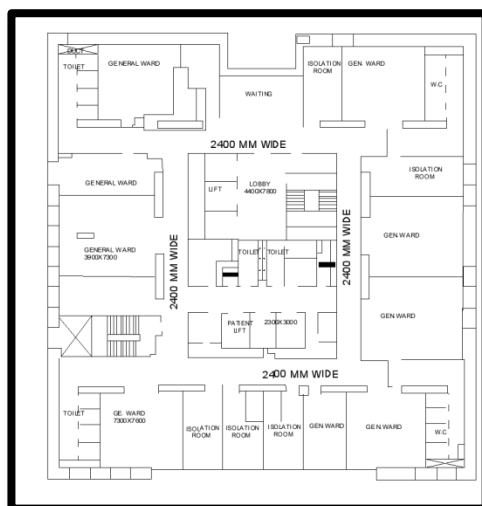 DUCT
TOILET
GENERAL WARD
WAITING
ISOLATION
ROOM
GEN. WARD
W.C
2400 MM WIDE
GENERAL WARD
LIFT
LOBBY
4400X7800
ISOLATION
ROOM
GENERAL WARD
3900X7300
2400 MM WIDE
TOILET
TOILET
2400 MM WIDE
GEN.WARD
PATIENT
LIFT
2300X3000
GEN.WARD
2400 MM WIDE
TOILET
GE. WARD
7300X7600
ISOLATION
ROOM
ISOLATION
ROOM
ISOLATION
ROOM
GEN.WARD
GEN.WARD
W.C